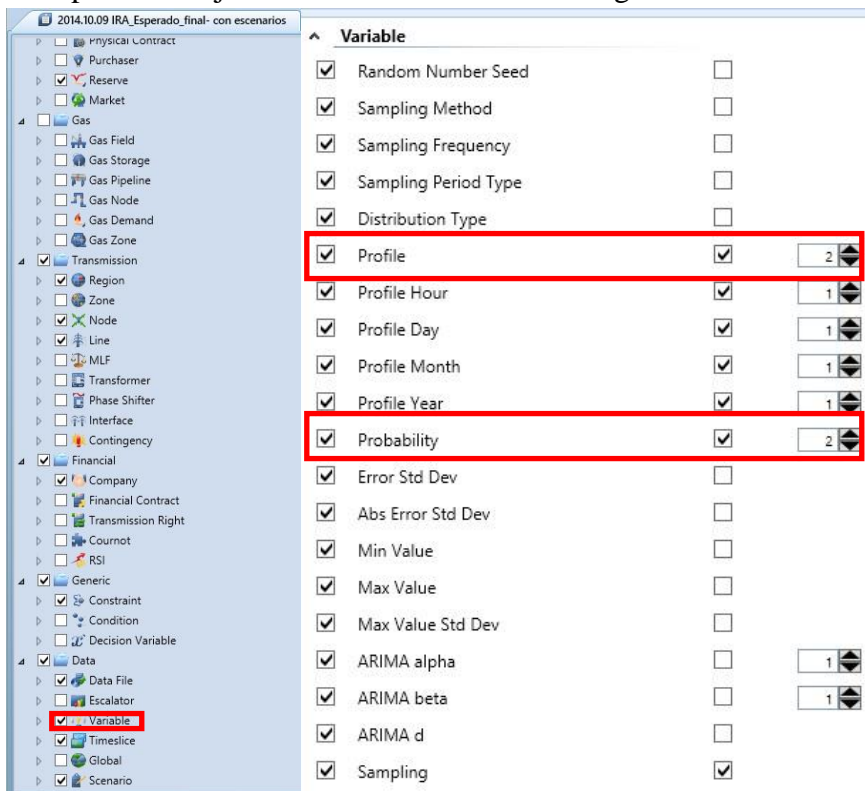 2014.10.09 IRA_Esperado_final- con escenarios
Physical Contract
Purchaser
Reserve
Market
Gas
Gas Field
Gas Storage
Gas Pipeline
Gas Node
Gas Demand
Gas Zone
Transmission
Region
Zone
Node
Line
MLF
Transformer
Phase Shifter
Interface
Contingency
Financial
Company
Financial Contract
Transmission Right
Cournot
RSI
Generic
Constraint
Condition
Decision Variable
Data
Data File
Escalator
Variable
Timeslice
Global
Scenario
Variable
Random Number Seed
Sampling Method
Sampling Frequency
Sampling Period Type
Distribution Type
Profile 2
Profile Hour 1
Profile Day 1
Profile Month 1
Profile Year 1
Probability 2
Error Std Dev
Abs Error Std Dev
Min Value
Max Value
Max Value Std Dev
ARIMA alpha 1
ARIMA beta 1
ARIMA d
Sampling